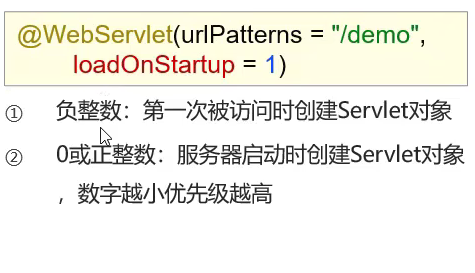 @WebServlet(urlPatterns = "/demo",
loadOnStartup = 1)
① 负整数：第一次被访问时创建Servlet对象
② 0或正整数：服务器启动时创建Servlet对象
，数字越小优先级越高